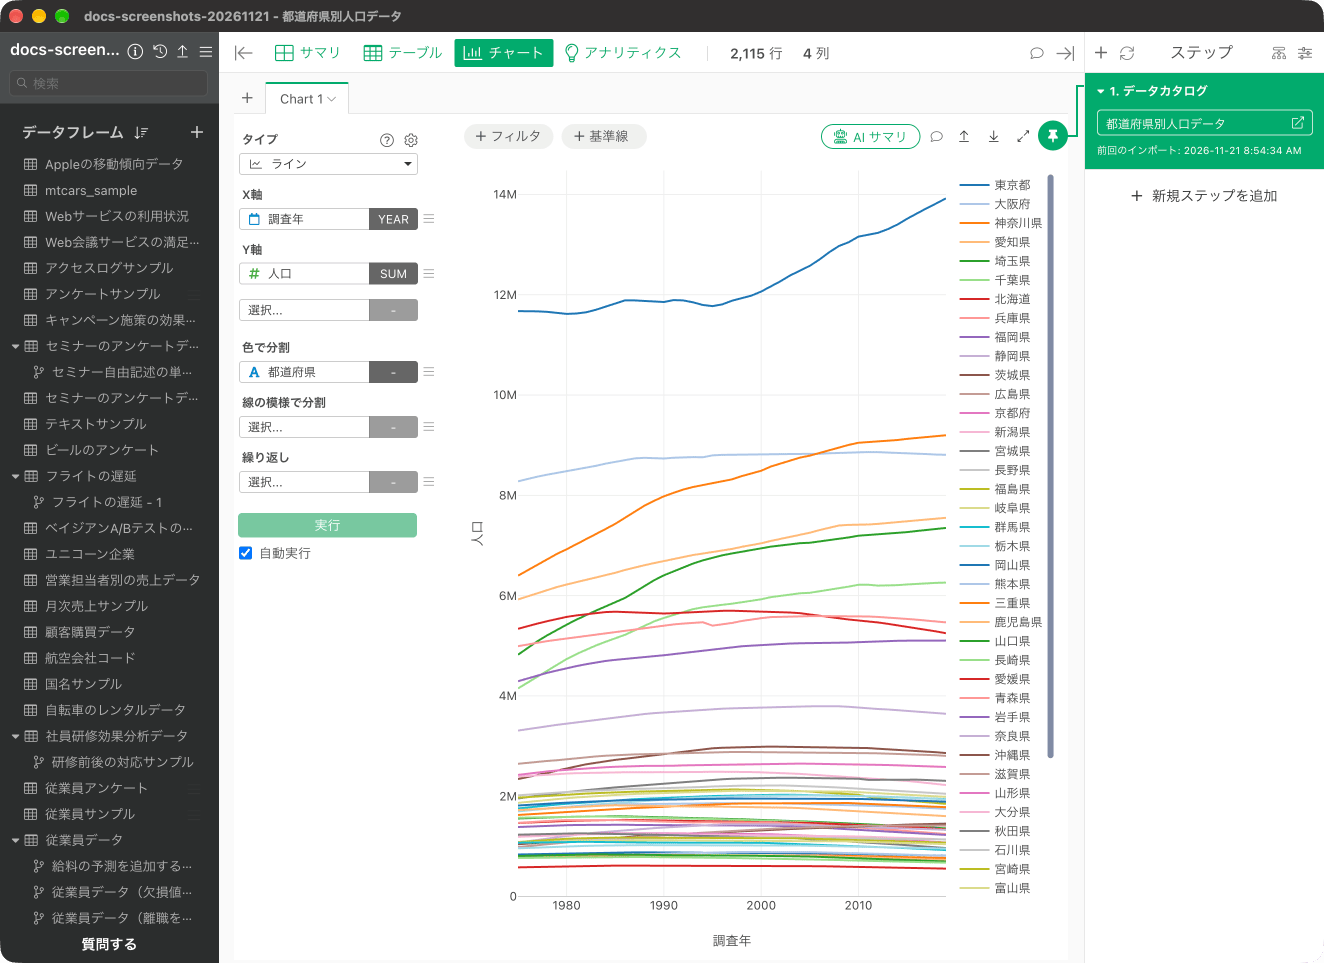 docs-screenshots-20261121 - 都道府県別人口データ
docs-screen...
検索
データフレーム
Appleの移動傾向データ
mtcars_sample
Webサービスの利用状況
Web会議サービスの満足…
アクセスログサンプル
アンケートサンプル
キャンペーン施策の効果…
セミナーのアンケートデ…
セミナー自由記述の単…
セミナーのアンケートデ…
テキストサンプル
ビールのアンケート
フライトの遅延
フライトの遅延 - 1
ベイジアンA/Bテストの…
ユニコーン企業
営業担当者別の売上データ
月次売上サンプル
顧客購買データ
航空会社コード
国名サンプル
自転車のレンタルデータ
社員研修効果分析データ
研修前後の対応サンプル
従業員アンケート
従業員サンプル
従業員データ
給料の予測を追加する…
従業員データ（欠損値…
従業員データ（離職を…
質問する
サマリ
テーブル
チャート
アナリティクス
2,115 行
4 列
Chart 1
タイプ
ライン
X軸
調査年
YEAR
Y軸
人口
SUM
選択...
-
色で分割
都道府県
-
線の模様で分割
選択...
-
繰り返し
選択...
-
実行
自動実行
フィルタ
基準線
AI サマリ
14M
12M
10M
8M
6M
4M
2M
0
人口
1980
1990
2000
2010
調査年
東京都
大阪府
神奈川県
愛知県
埼玉県
千葉県
北海道
兵庫県
福岡県
静岡県
茨城県
広島県
京都府
新潟県
宮城県
長野県
福島県
岐阜県
群馬県
栃木県
岡山県
熊本県
三重県
鹿児島県
山口県
長崎県
愛媛県
青森県
岩手県
奈良県
沖縄県
滋賀県
山形県
大分県
秋田県
石川県
宮崎県
富山県
ステップ
1. データカタログ
都道府県別人口データ
前回のインポート: 2026-11-21 8:54:34 AM
新規ステップを追加